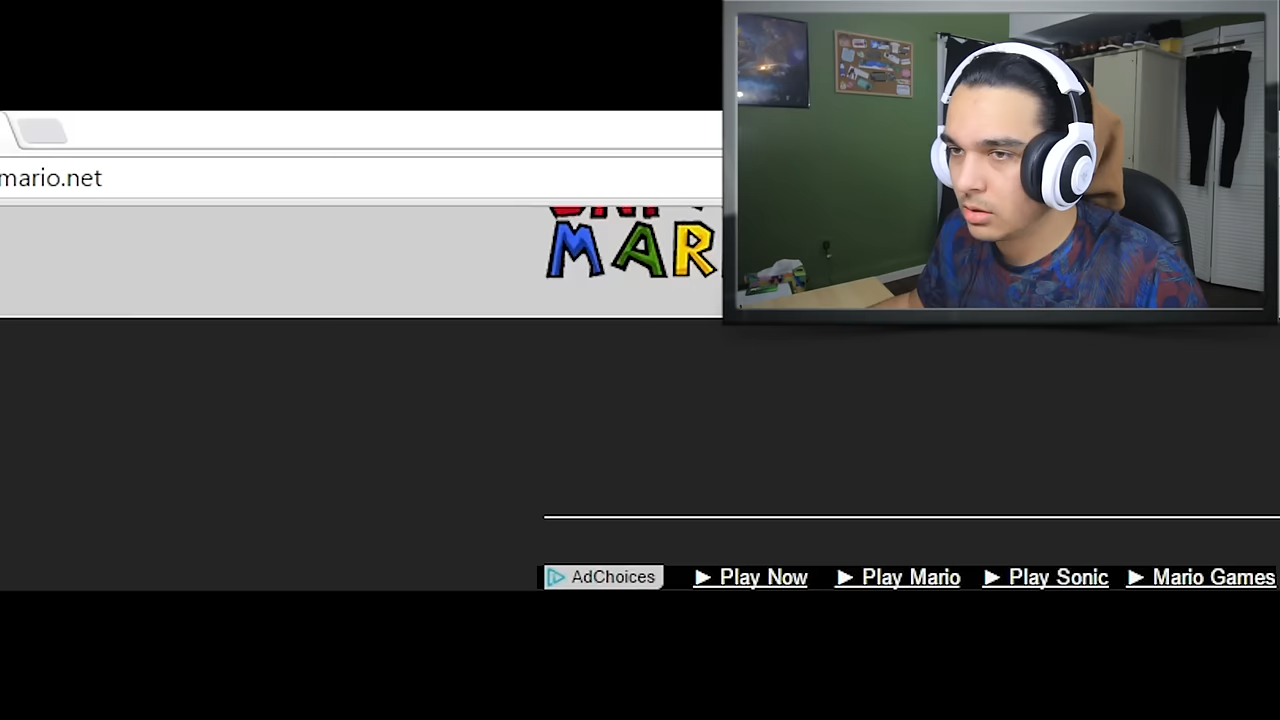 mario.net
MAR
AdChoices ▶ Play Now ▶ Play Mario ▶ Play Sonic ▶ Mario Games